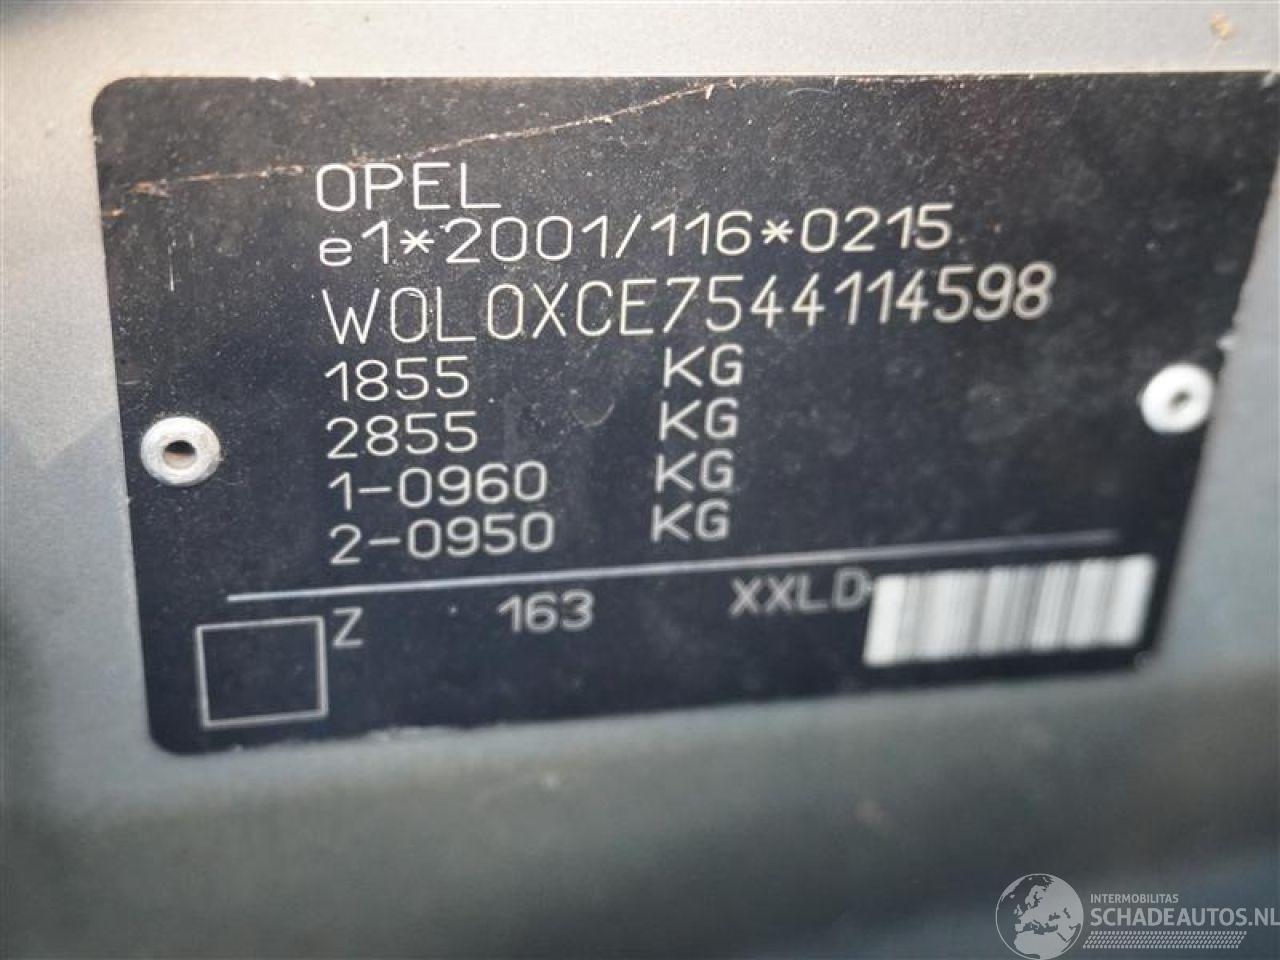 OPEL
e1*2001/116*0215
W0L0XCE7544114598
1855 KG
2855 KG
1-0960 KG
2-0950 KG
Z 163 XXLD
INTERMOBILITAS
SCHADEAUTOS.NL